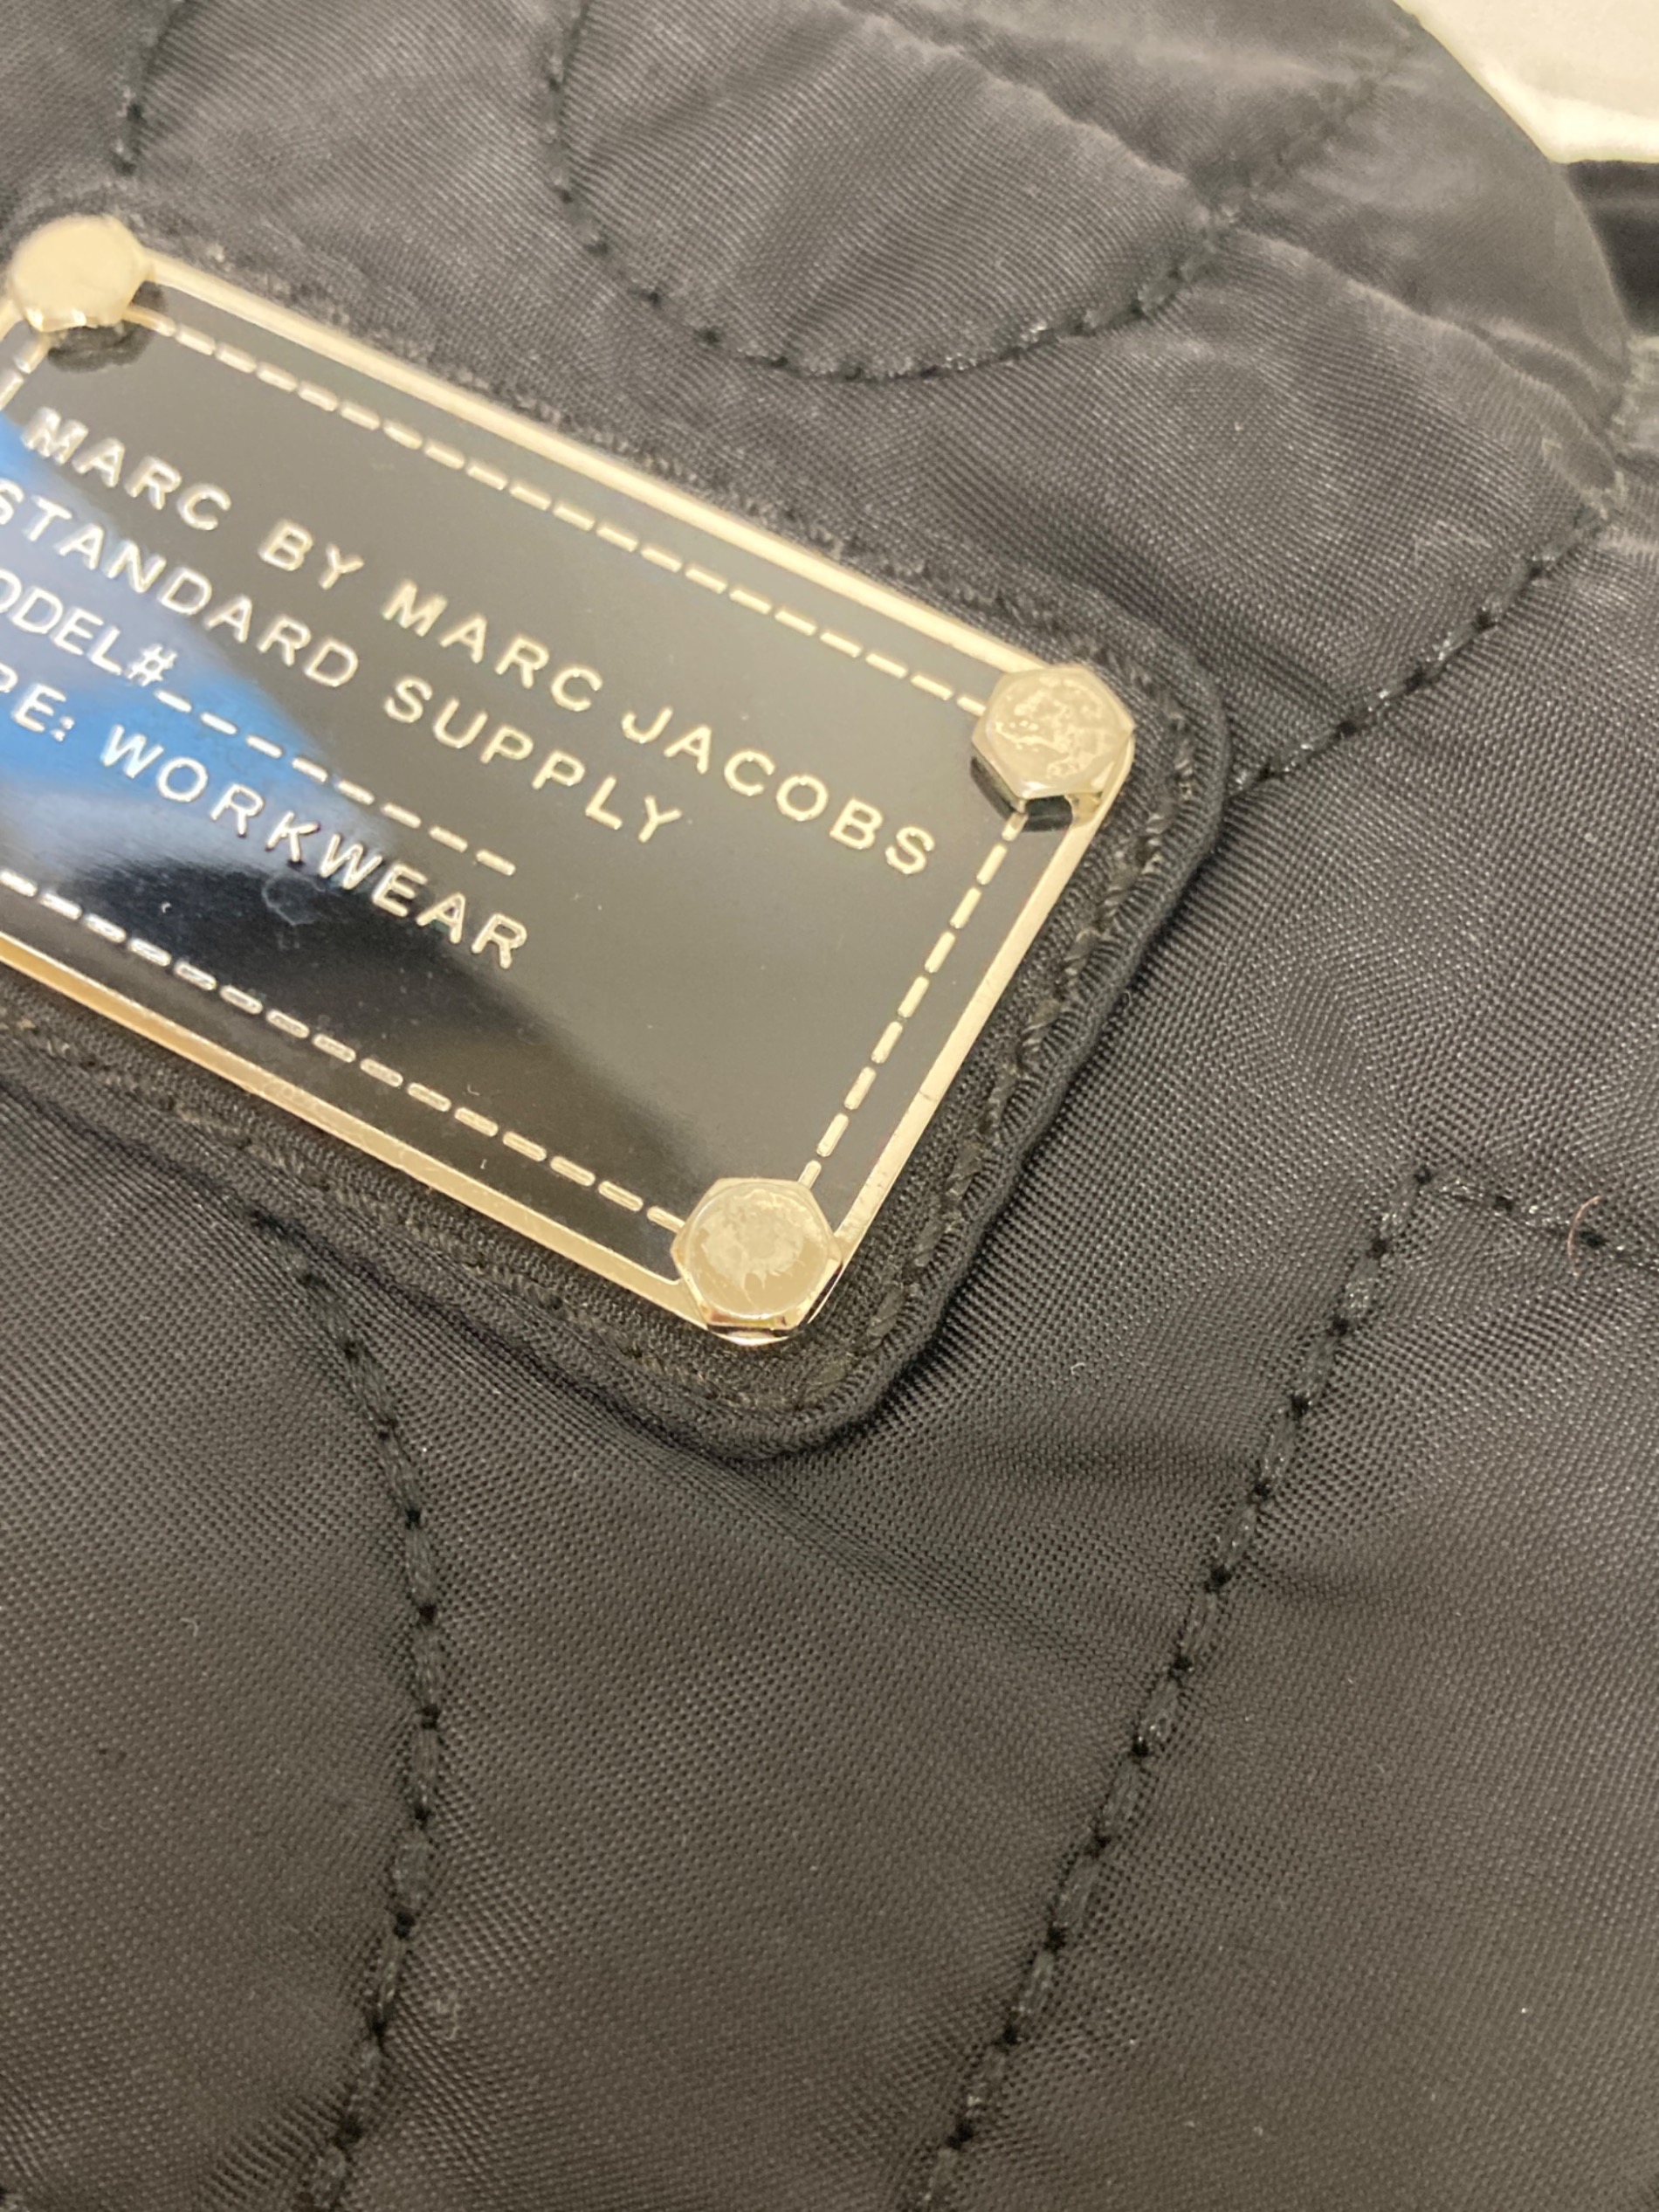 MARC BY MARC JACOBS
STANDARD SUPPLY
ODEL#
PE: WORKWEAR